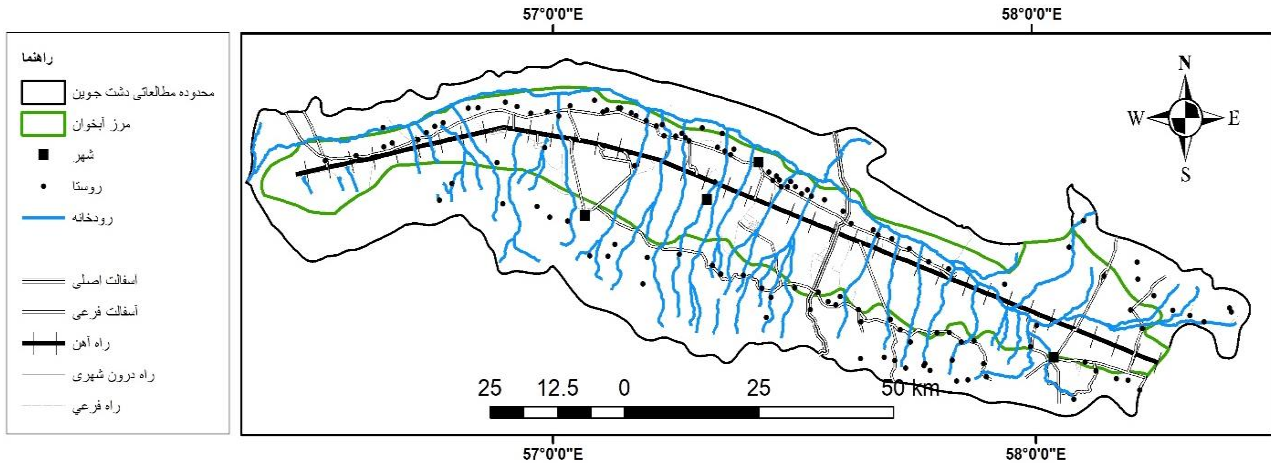 57°0'0"E 58°0'0"E
راهنما
محدوده مطالعاتی دشت جوین
مرز آبخوان
شهر
روستا
رودخانه
اسفالت اصلی
آسفالت فرعی
راه آهن
راه درون شهری
راه فرعي
N
W E
S
25 12.5 0 25 50 km
57°0'0"E 58°0'0"E